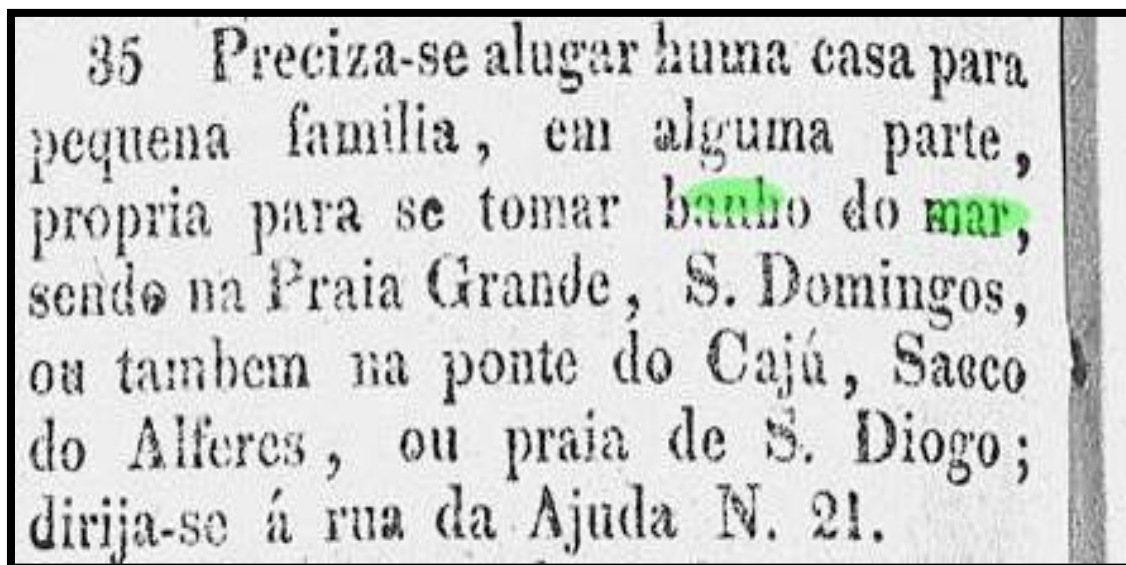 35 Preciza-se alugar huma casa para
pequena familia, em alguma parte,
propria para se tomar banho do mar,
sendo na Praia Grande, S. Domingos,
ou tambem na ponte do Cajú, Sacco
do Alferes, ou praia de S. Diogo;
dirija-se á rua da Ajuda N. 21.